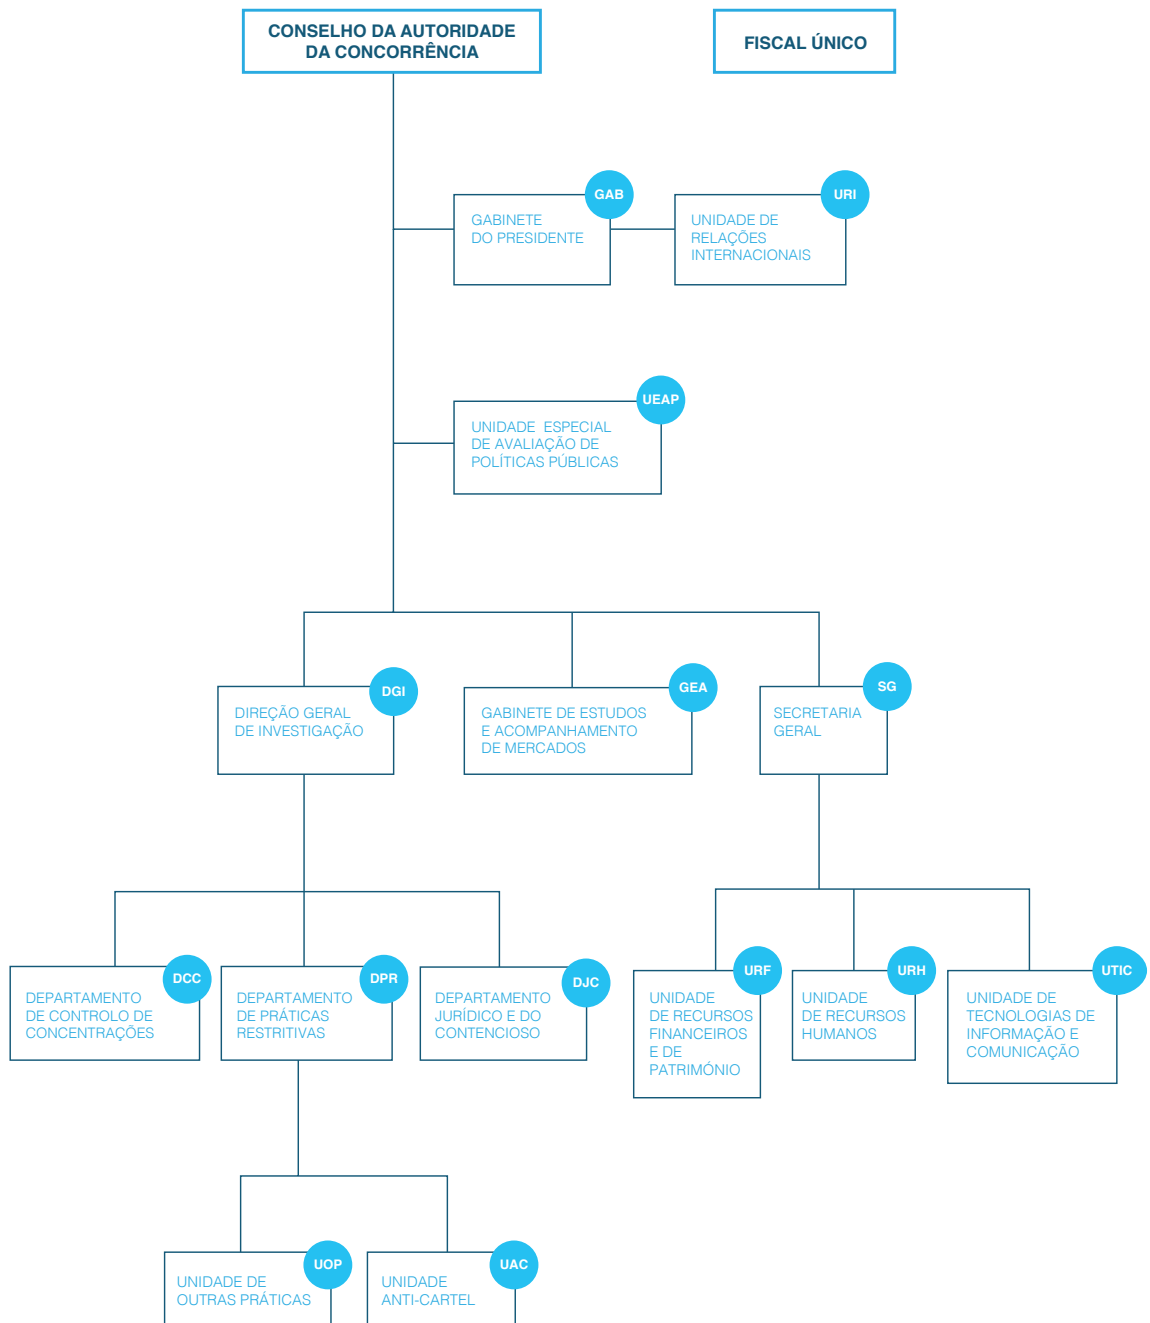 CONSELHO DA AUTORIDADE
DA CONCORRÊNCIA
FISCAL ÚNICO
GAB
GABINETE
DO PRESIDENTE
URI
UNIDADE DE
RELAÇÕES
INTERNACIONAIS
UEAP
UNIDADE ESPECIAL
DE AVALIAÇÃO DE
POLÍTICAS PÚBLICAS
DGI
DIREÇÃO GERAL
DE INVESTIGAÇÃO
GEA
GABINETE DE ESTUDOS
E ACOMPANHAMENTO
DE MERCADOS
SG
SECRETARIA
GERAL
DCC
DEPARTAMENTO
DE CONTROLO DE
CONCENTRAÇÕES
DPR
DEPARTAMENTO
DE PRÁTICAS
RESTRITIVAS
DJC
DEPARTAMENTO
JURÍDICO E DO
CONTENCIOSO
URF
UNIDADE
DE RECURSOS
FINANCEIROS
E DE
PATRIMÓNIO
URH
UNIDADE
DE RECURSOS
HUMANOS
UTIC
UNIDADE DE
TECNOLOGIAS DE
INFORMAÇÃO E
COMUNICAÇÃO
UOP
UNIDADE DE
OUTRAS PRÁTICAS
UAC
UNIDADE
ANTI-CARTEL